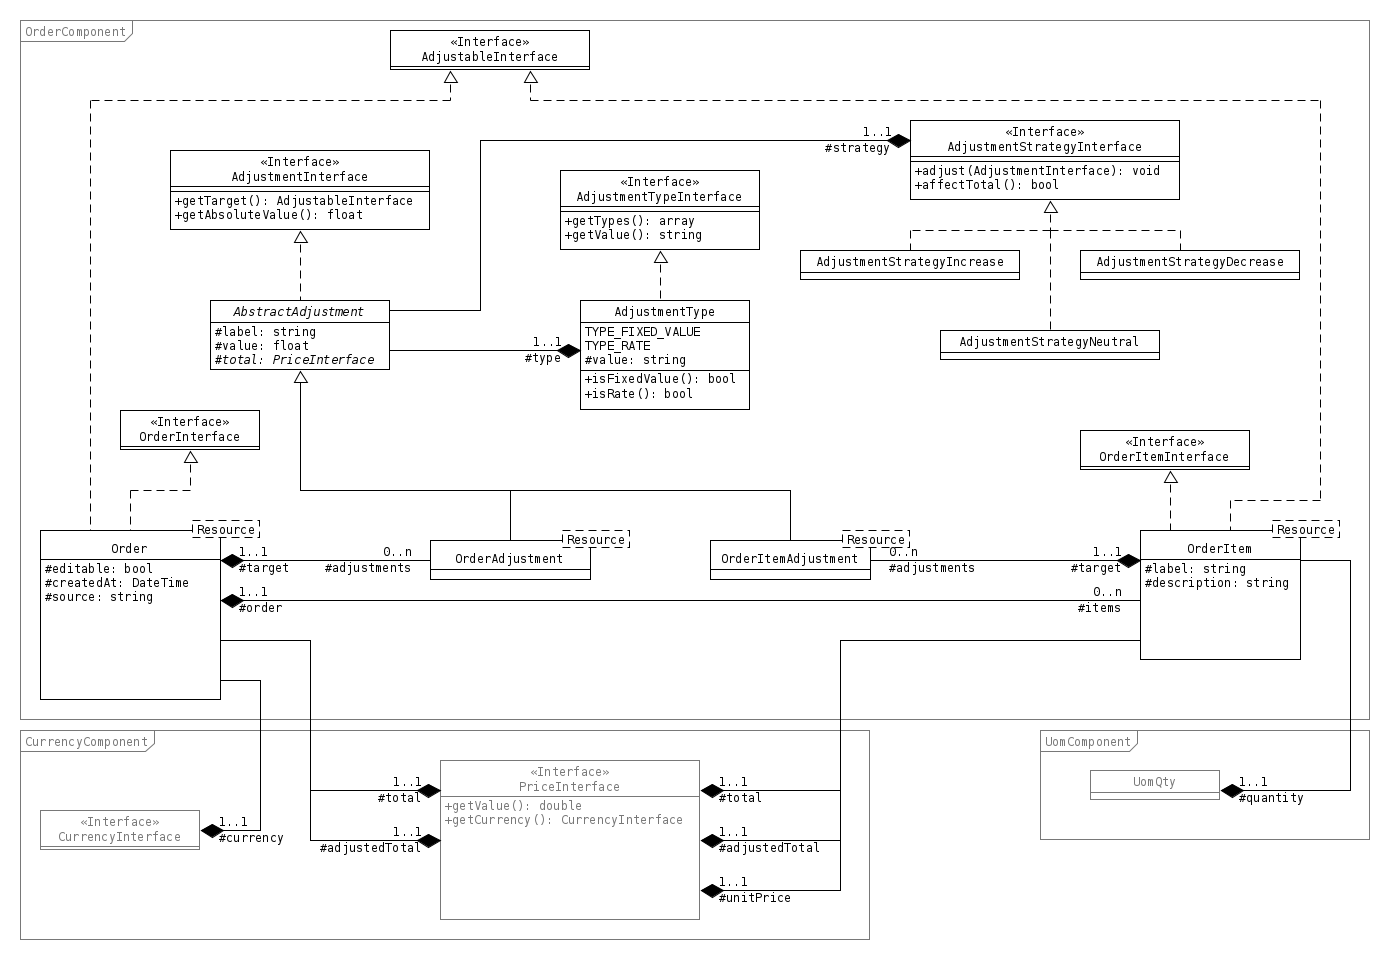 OrderComponent
«Interface»
AdjustableInterface
«Interface»
AdjustmentInterface
+getTarget(): AdjustableInterface
+getAbsoluteValue(): float
«Interface»
AdjustmentTypeInterface
+getTypes(): array
+getValue(): string
1..1
#strategy
«Interface»
AdjustmentStrategyInterface
+adjust(AdjustmentInterface): void
+affectTotal(): bool
AdjustmentStrategyIncrease
AdjustmentStrategyDecrease
AdjustmentStrategyNeutral
AbstractAdjustment
#label: string
#value: float
#total: PriceInterface
1..1
#type
AdjustmentType
TYPE_FIXED_VALUE
TYPE_RATE
#value: string
+isFixedValue(): bool
+isRate(): bool
«Interface»
OrderInterface
«Interface»
OrderItemInterface
Resource
Order
#editable: bool
#createdAt: DateTime
#source: string
1..1
#target
0..n
#adjustments
Resource
OrderAdjustment
Resource
OrderItemAdjustment
0..n
#adjustments
1..1
#target
Resource
OrderItem
#label: string
#description: string
1..1
#order
0..n
#items
CurrencyComponent
«Interface»
CurrencyInterface
1..1
#currency
1..1
#total
1..1
#adjustedTotal
«Interface»
PriceInterface
+getValue(): double
+getCurrency(): CurrencyInterface
1..1
#total
1..1
#adjustedTotal
1..1
#unitPrice
UomComponent
UomQty
1..1
#quantity